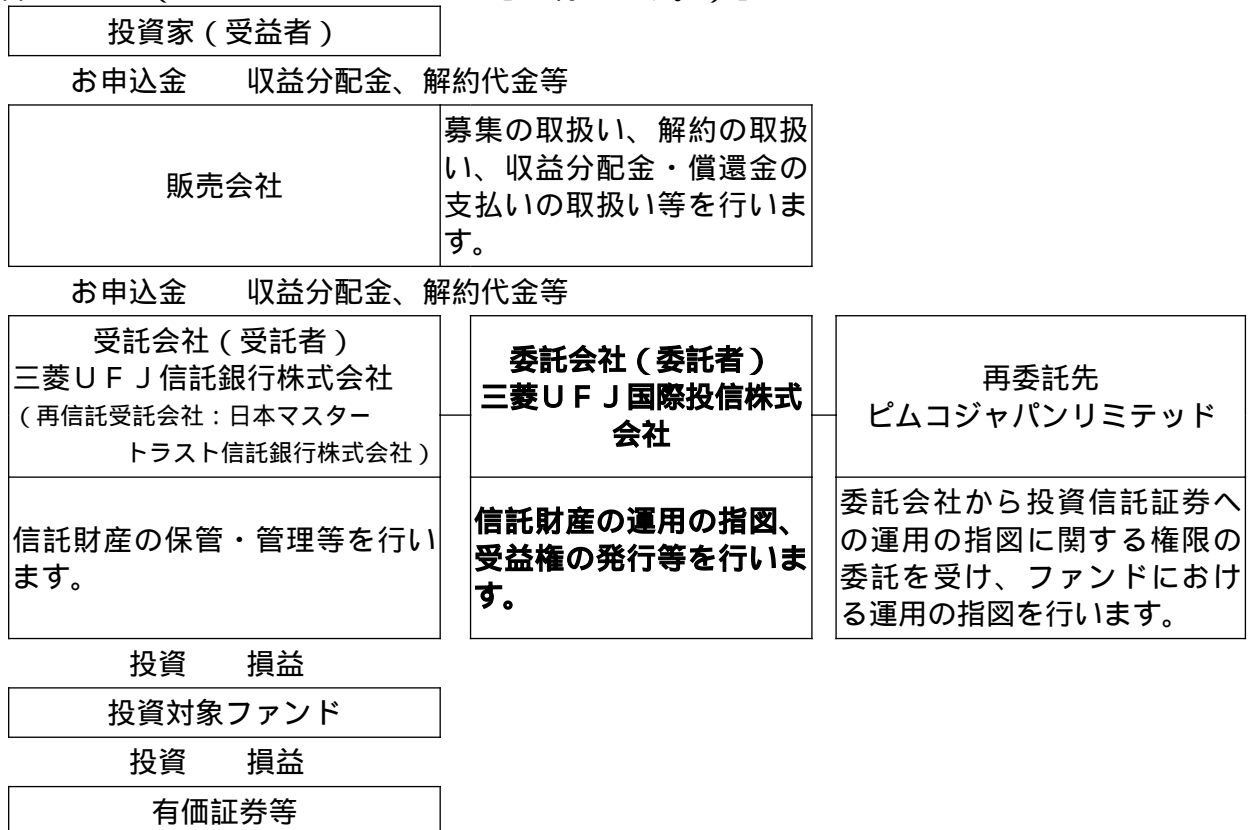 投資家（受益者）
お申込金　　収益分配金、解約代金等
販売会社
募集の取扱い、解約の取扱
い、収益分配金・償還金の
支払いの取扱い等を行いま
す。
お申込金　　収益分配金、解約代金等
受託会社（受託者）
三菱ＵＦＪ信託銀行株式会社
（再信託受託会社：日本マスター
トラスト信託銀行株式会社）
委託会社（委託者）
三菱ＵＦＪ国際投信株式
会社
再委託先
ピムコジャパンリミテッド
信託財産の保管・管理等を行い
ます。
信託財産の運用の指図、
受益権の発行等を行いま
す。
委託会社から投資信託証券へ
の運用の指図に関する権限の
委託を受け、ファンドにおけ
る運用の指図を行います。
投資　　損益
投資対象ファンド
投資　　損益
有価証券等